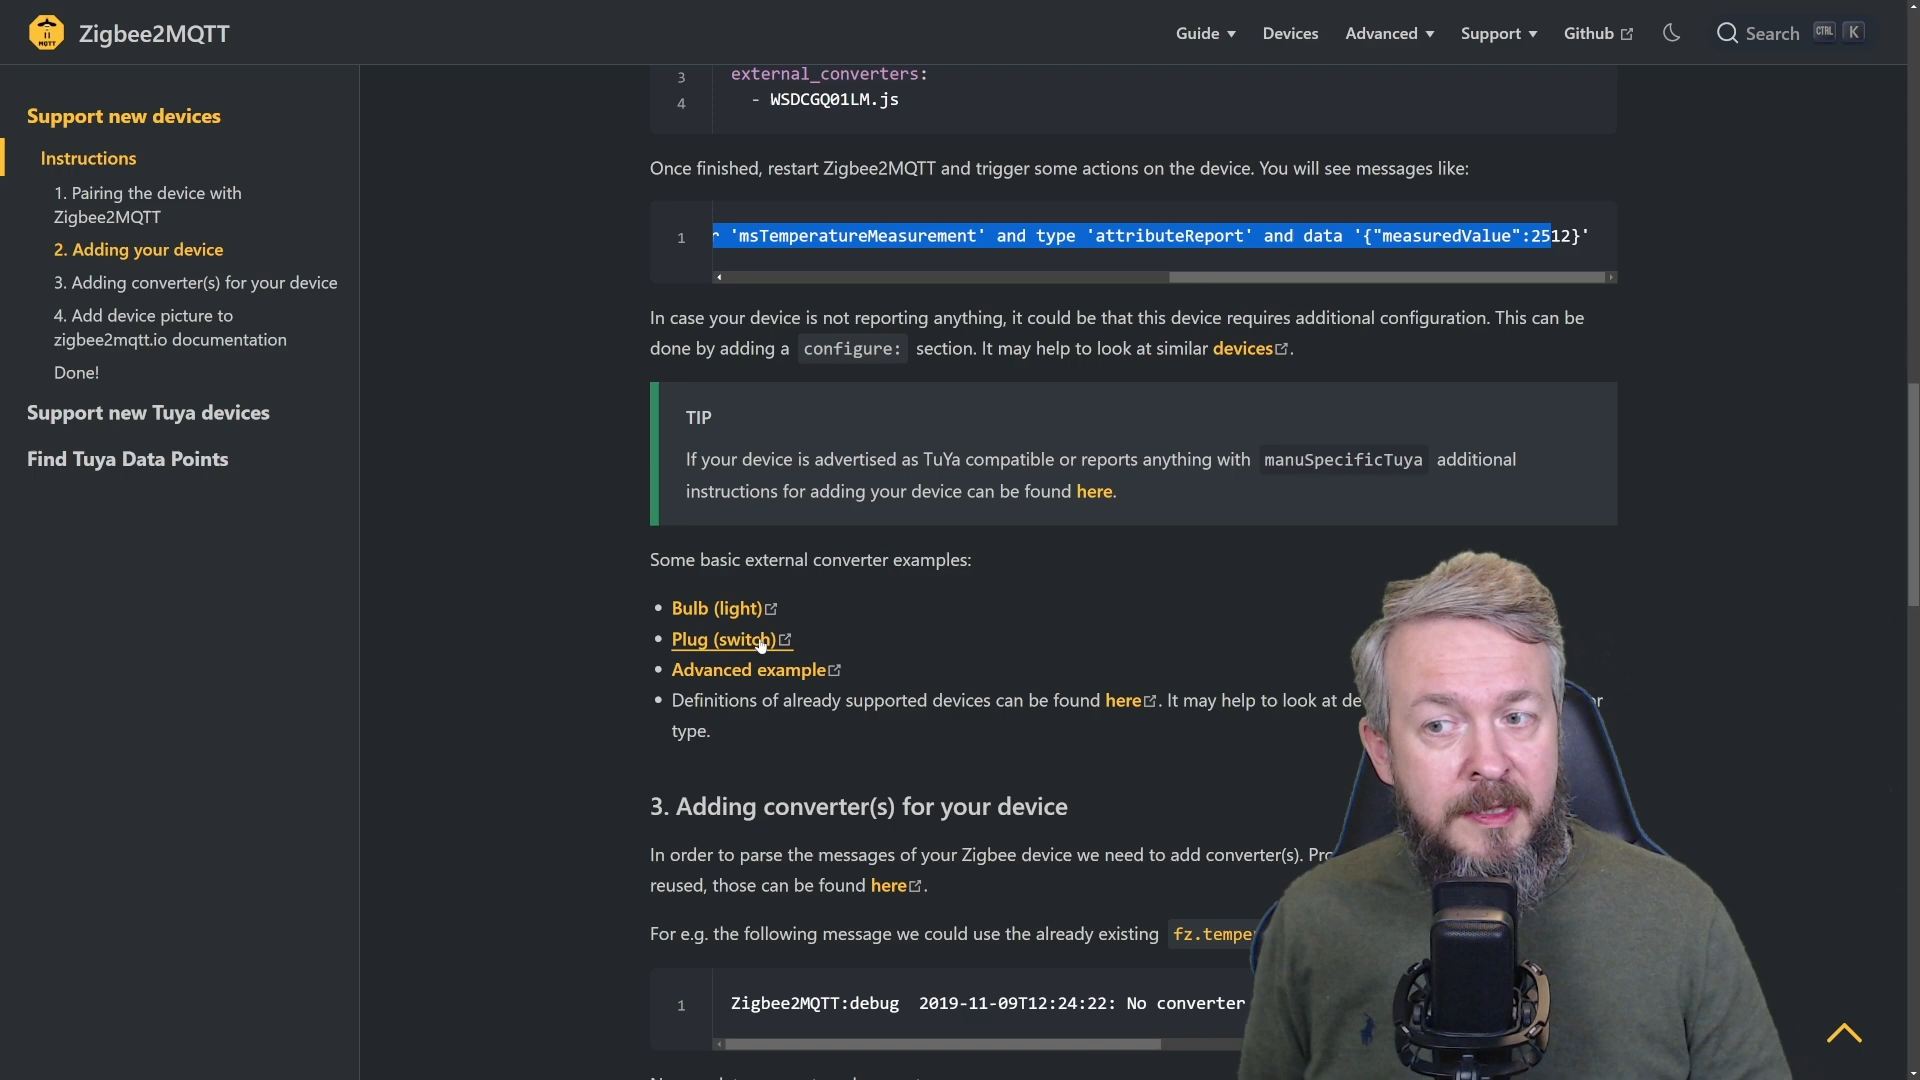 Zigbee2MQTT
Guide
Devices
Advanced
Support
Github
Search
CTRL
K
Support new devices
Instructions
1. Pairing the device with
Zigbee2MQTT
2. Adding your device
3. Adding converter(s) for your device
4. Add device picture to
zigbee2mqtt.io documentation
Done!
Support new Tuya devices
Find Tuya Data Points
3 external_converters:
4 - WSDCGQ01LM.js
Once finished, restart Zigbee2MQTT and trigger some actions on the device. You will see messages like:
1 r 'msTemperatureMeasurement' and type 'attributeReport' and data '{"measuredValue":2512}'
In case your device is not reporting anything, it could be that this device requires additional configuration. This can be
done by adding a configure: section. It may help to look at similar devices.
TIP
If your device is advertised as TuYa compatible or reports anything with manuSpecificTuya additional
instructions for adding your device can be found here.
Some basic external converter examples:
• Bulb (light)
• Plug (switch)
• Advanced example
• Definitions of already supported devices can be found here. It may help to look at
type.
3. Adding converter(s) for your device
In order to parse the messages of your Zigbee device we need to add converter(s).
reused, those can be found here.
For e.g. the following message we could use the already existing
1 Zigbee2MQTT:debug 2019-11-09T12:24:22: No converter